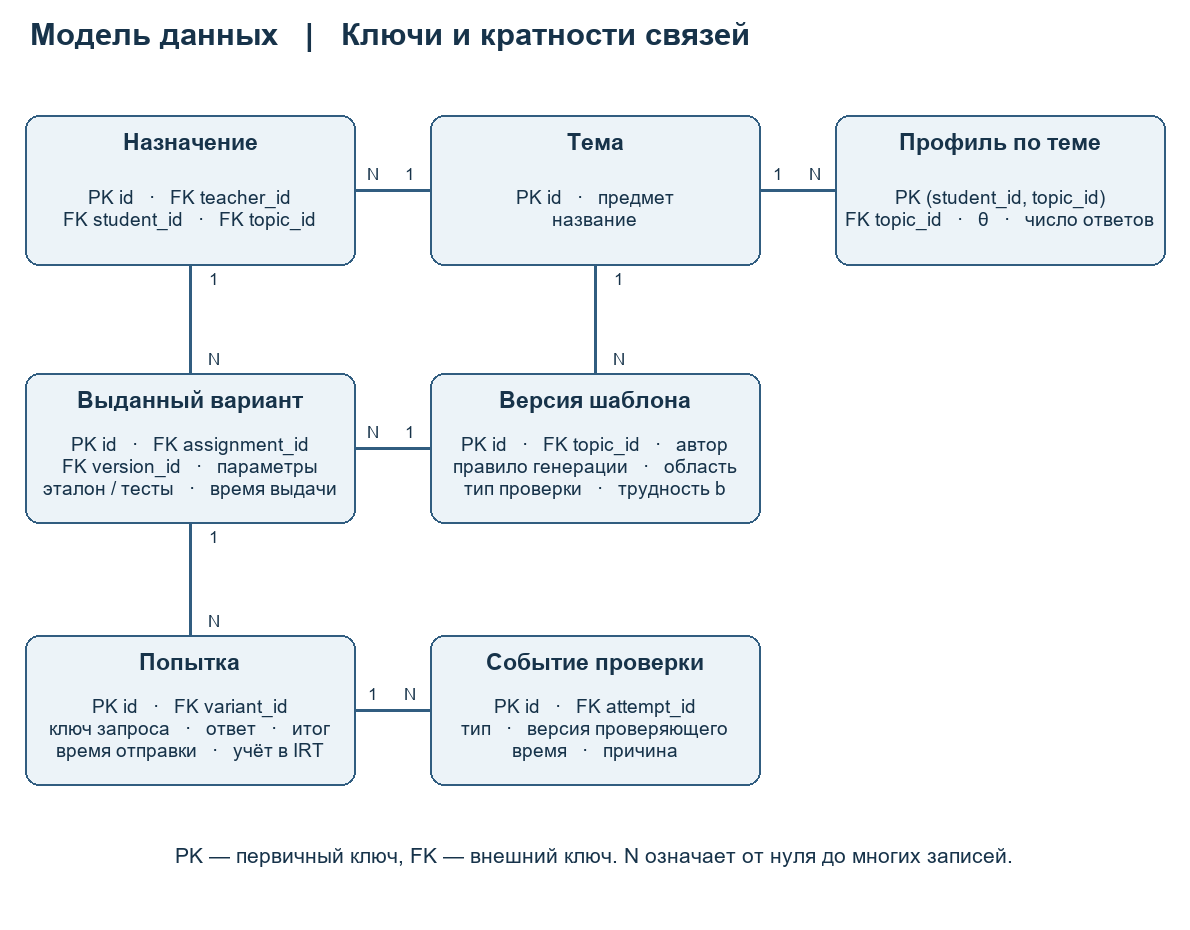 Модель данных | Ключи и кратности связей
Назначение
PK id · FK teacher_id
FK student_id · FK topic_id
N 1
Тема
PK id · предмет
название
1 N
Профиль по теме
PK (student_id, topic_id)
FK topic_id · θ · число ответов
1
N
1
N
Выданный вариант
PK id · FK assignment_id
FK version_id · параметры
эталон / тесты · время выдачи
N 1
Версия шаблона
PK id · FK topic_id · автор
правило генерации · область
тип проверки · трудность b
1
N
Попытка
PK id · FK variant_id
ключ запроса · ответ · итог
время отправки · учёт в IRT
1 N
Событие проверки
PK id · FK attempt_id
тип · версия проверяющего
время · причина
PK — первичный ключ, FK — внешний ключ. N означает от нуля до многих записей.